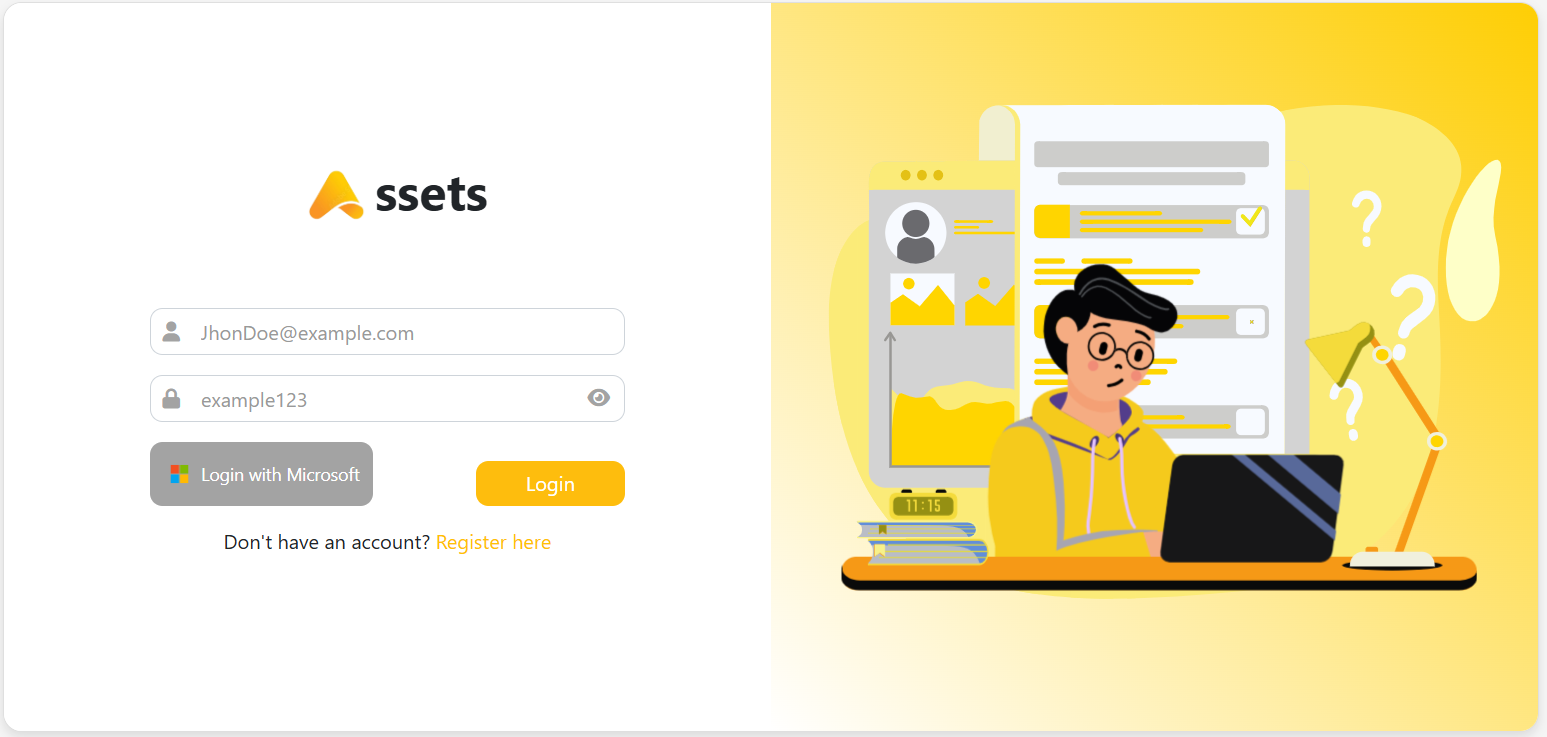 ssets
JhonDoe@example.com
example123
Login with Microsoft
Login
Don't have an account? Register here
11:15